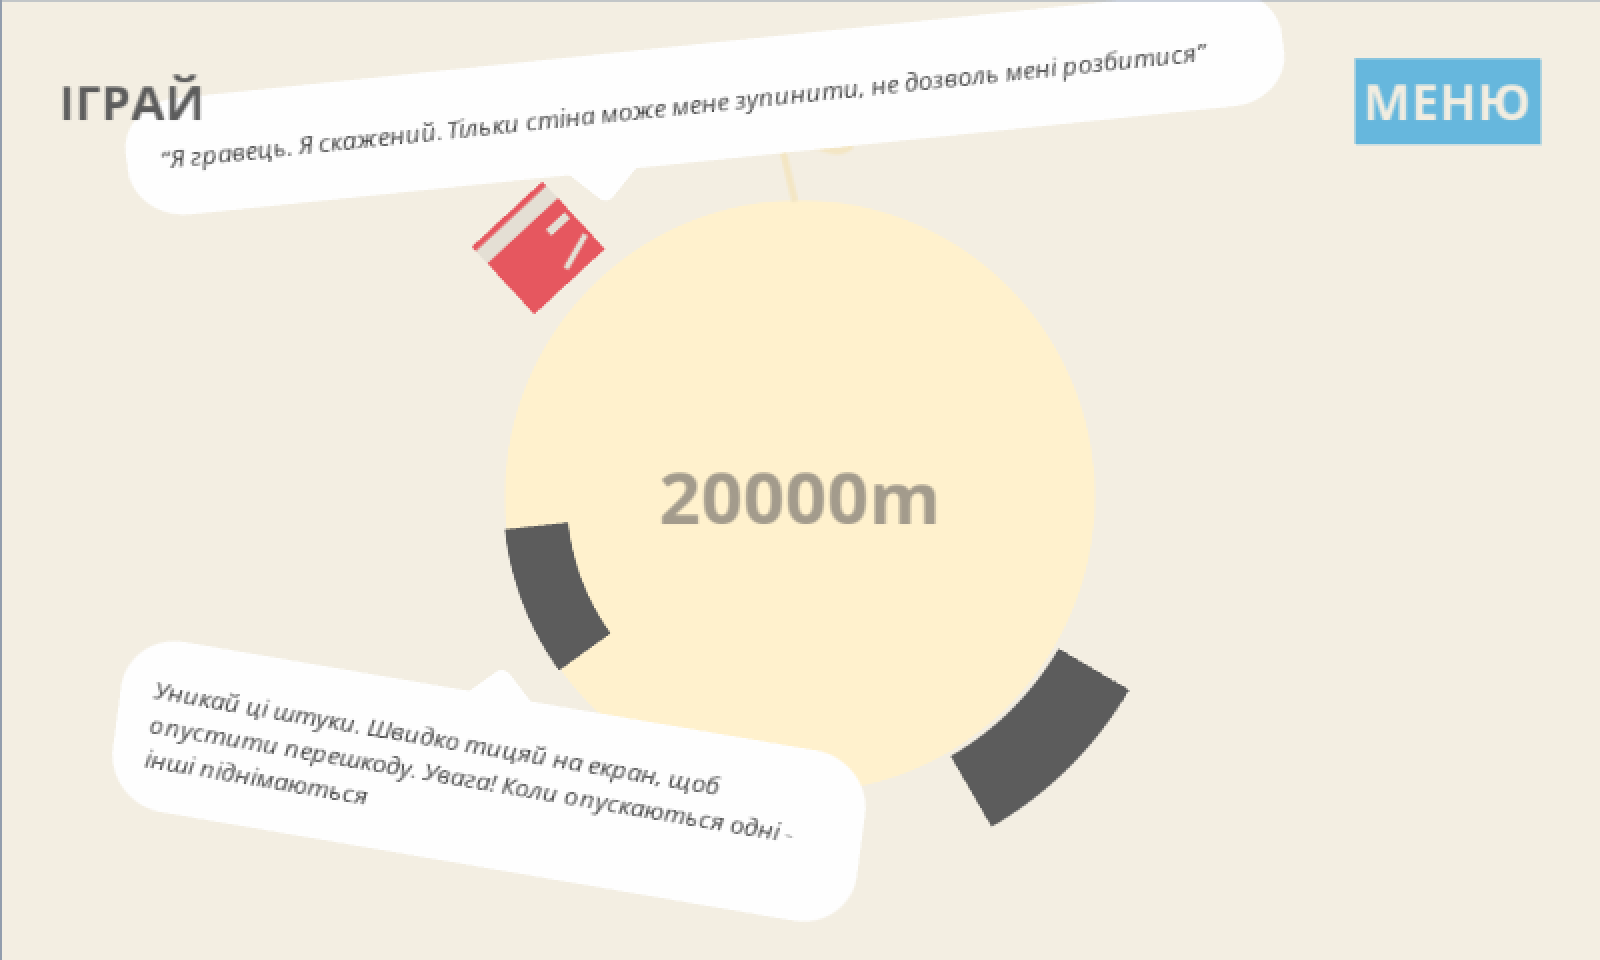 ІГРАЙ
МЕНЮ
“Я гравець. Я скажений. Тільки стіна може мене зупинити, не дозволь мені розбитися”
20000m
Уникай ці штуки. Швидко тицяй на екран, щоб
опустити перешкоду. Увага! Коли опускаються одні -
інші піднімаються